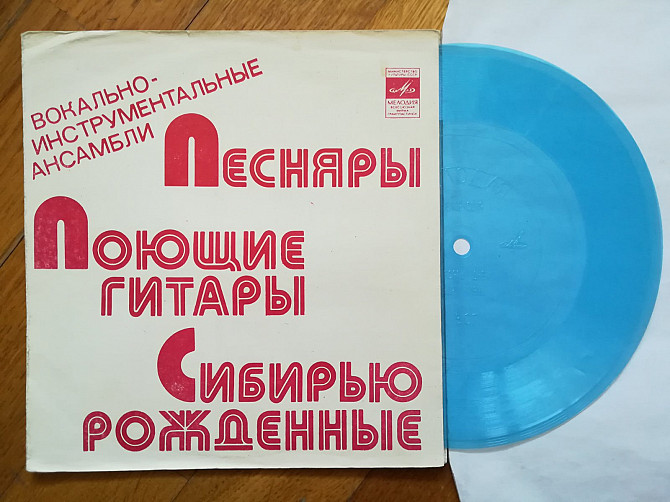 ВОКАЛЬНО-
ИНСТРУМЕНТАЛЬНЫЕ
АНСАМБЛИ
ПЕСНЯРЫ
ПОЮЩИЕ
ГИТАРЫ
СИБИРЬЮ
РОЖДЕННЫЕ
МЕЛОДИЯ